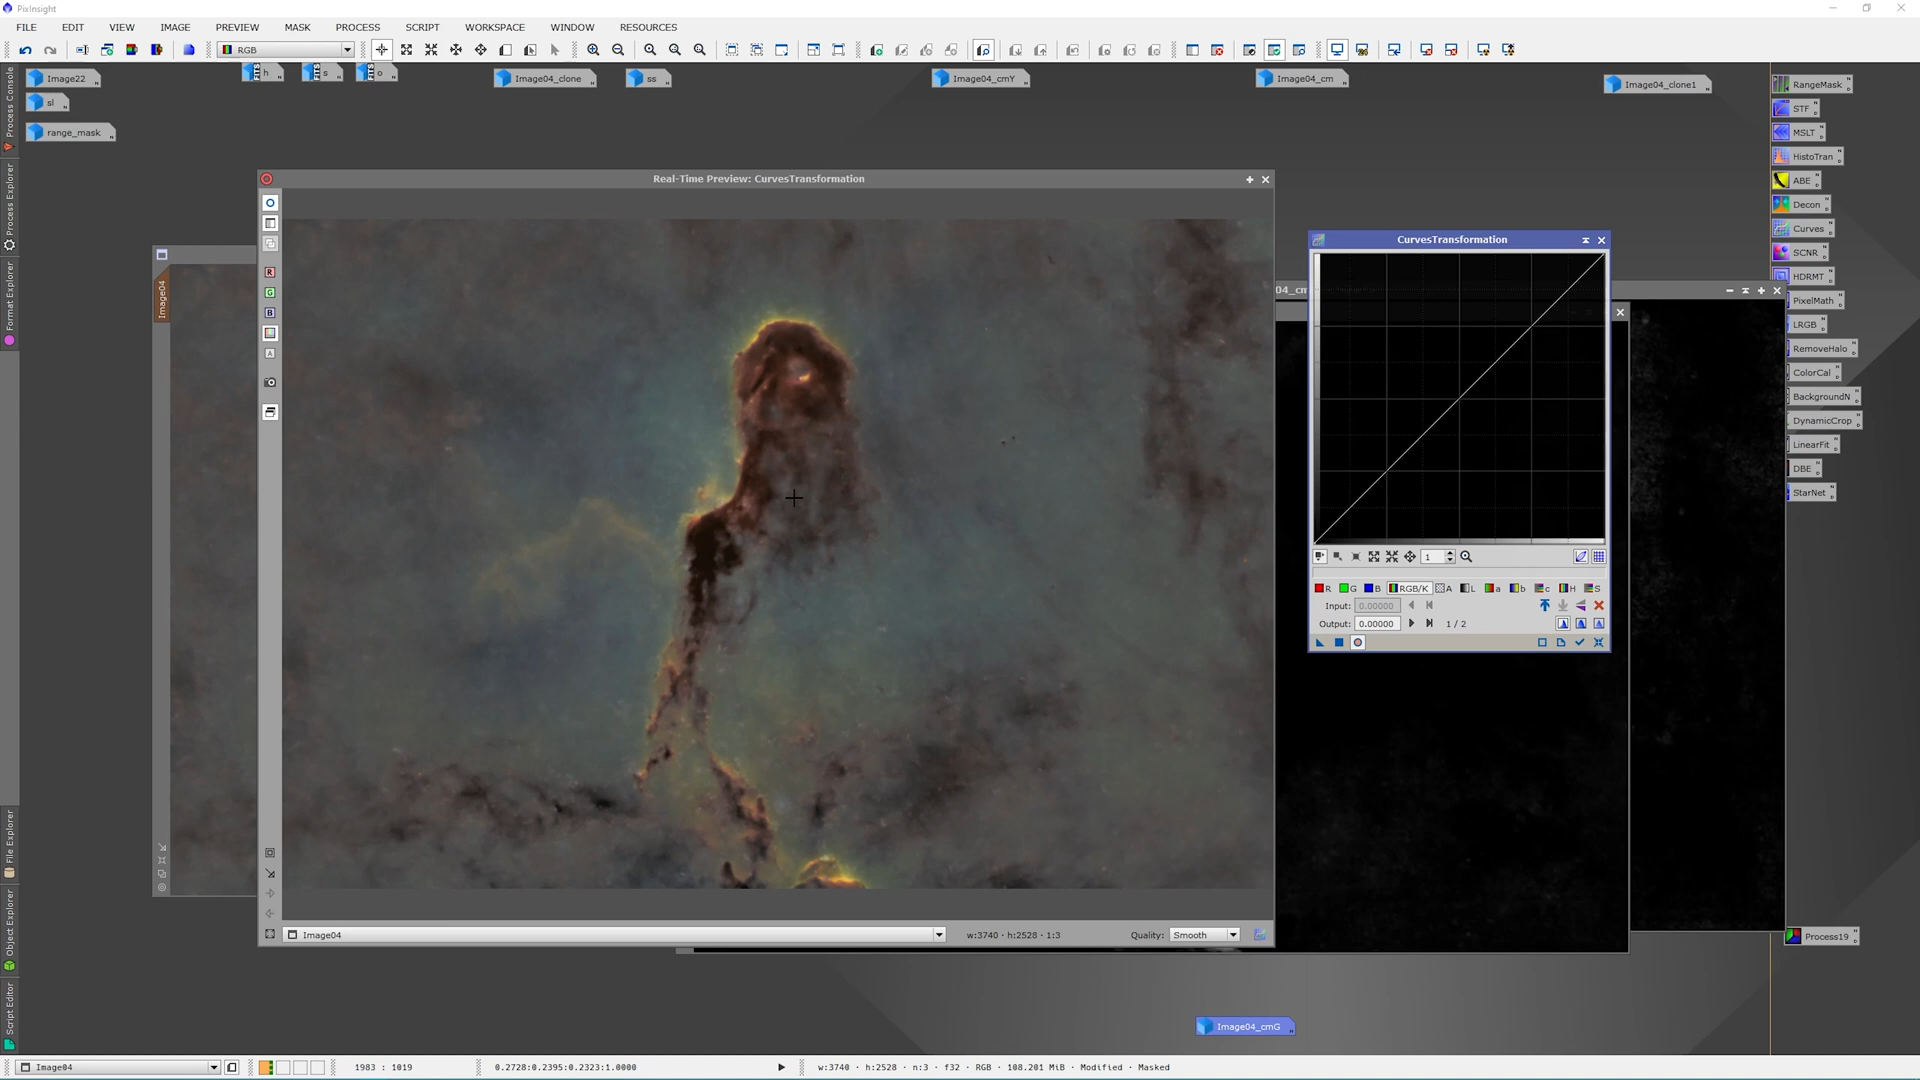 PixInsight
FILE EDIT VIEW IMAGE PREVIEW MASK PROCESS SCRIPT WORKSPACE WINDOW RESOURCES
RGB
Image22
h
s
o
Image04_clone
ss
Image04_cmY
Image04_cm
Image04_clone1
sl
range_mask
Process Console
Process Explorer
Format Explorer
File Explorer
Object Explorer
Script Editor
RangeMask
STF
MSLT
HistoTran
ABE
Decon
Curves
SCNR
HDRMT
PixelMath
LRGB
RemoveHalo
ColorCal
BackgroundN
DynamicCrop
LinearFit
DBE
StarNet
Process19
Image04
Real-Time Preview: CurvesTransformation
R
G
B
A
Image04
w:3740 · h:2528 · 1:3
Quality: Smooth
04_cm
CurvesTransformation
1
R G B RGB/K A L a b c H S
Input: 0.00000
Output: 0.00000 1 / 2
Image04_cmG
Image04
1983 : 1019
0.2728:0.2395:0.2323:1.0000
w:3740 · h:2528 · n:3 · f32 · RGB · 108.201 MiB · Modified · Masked